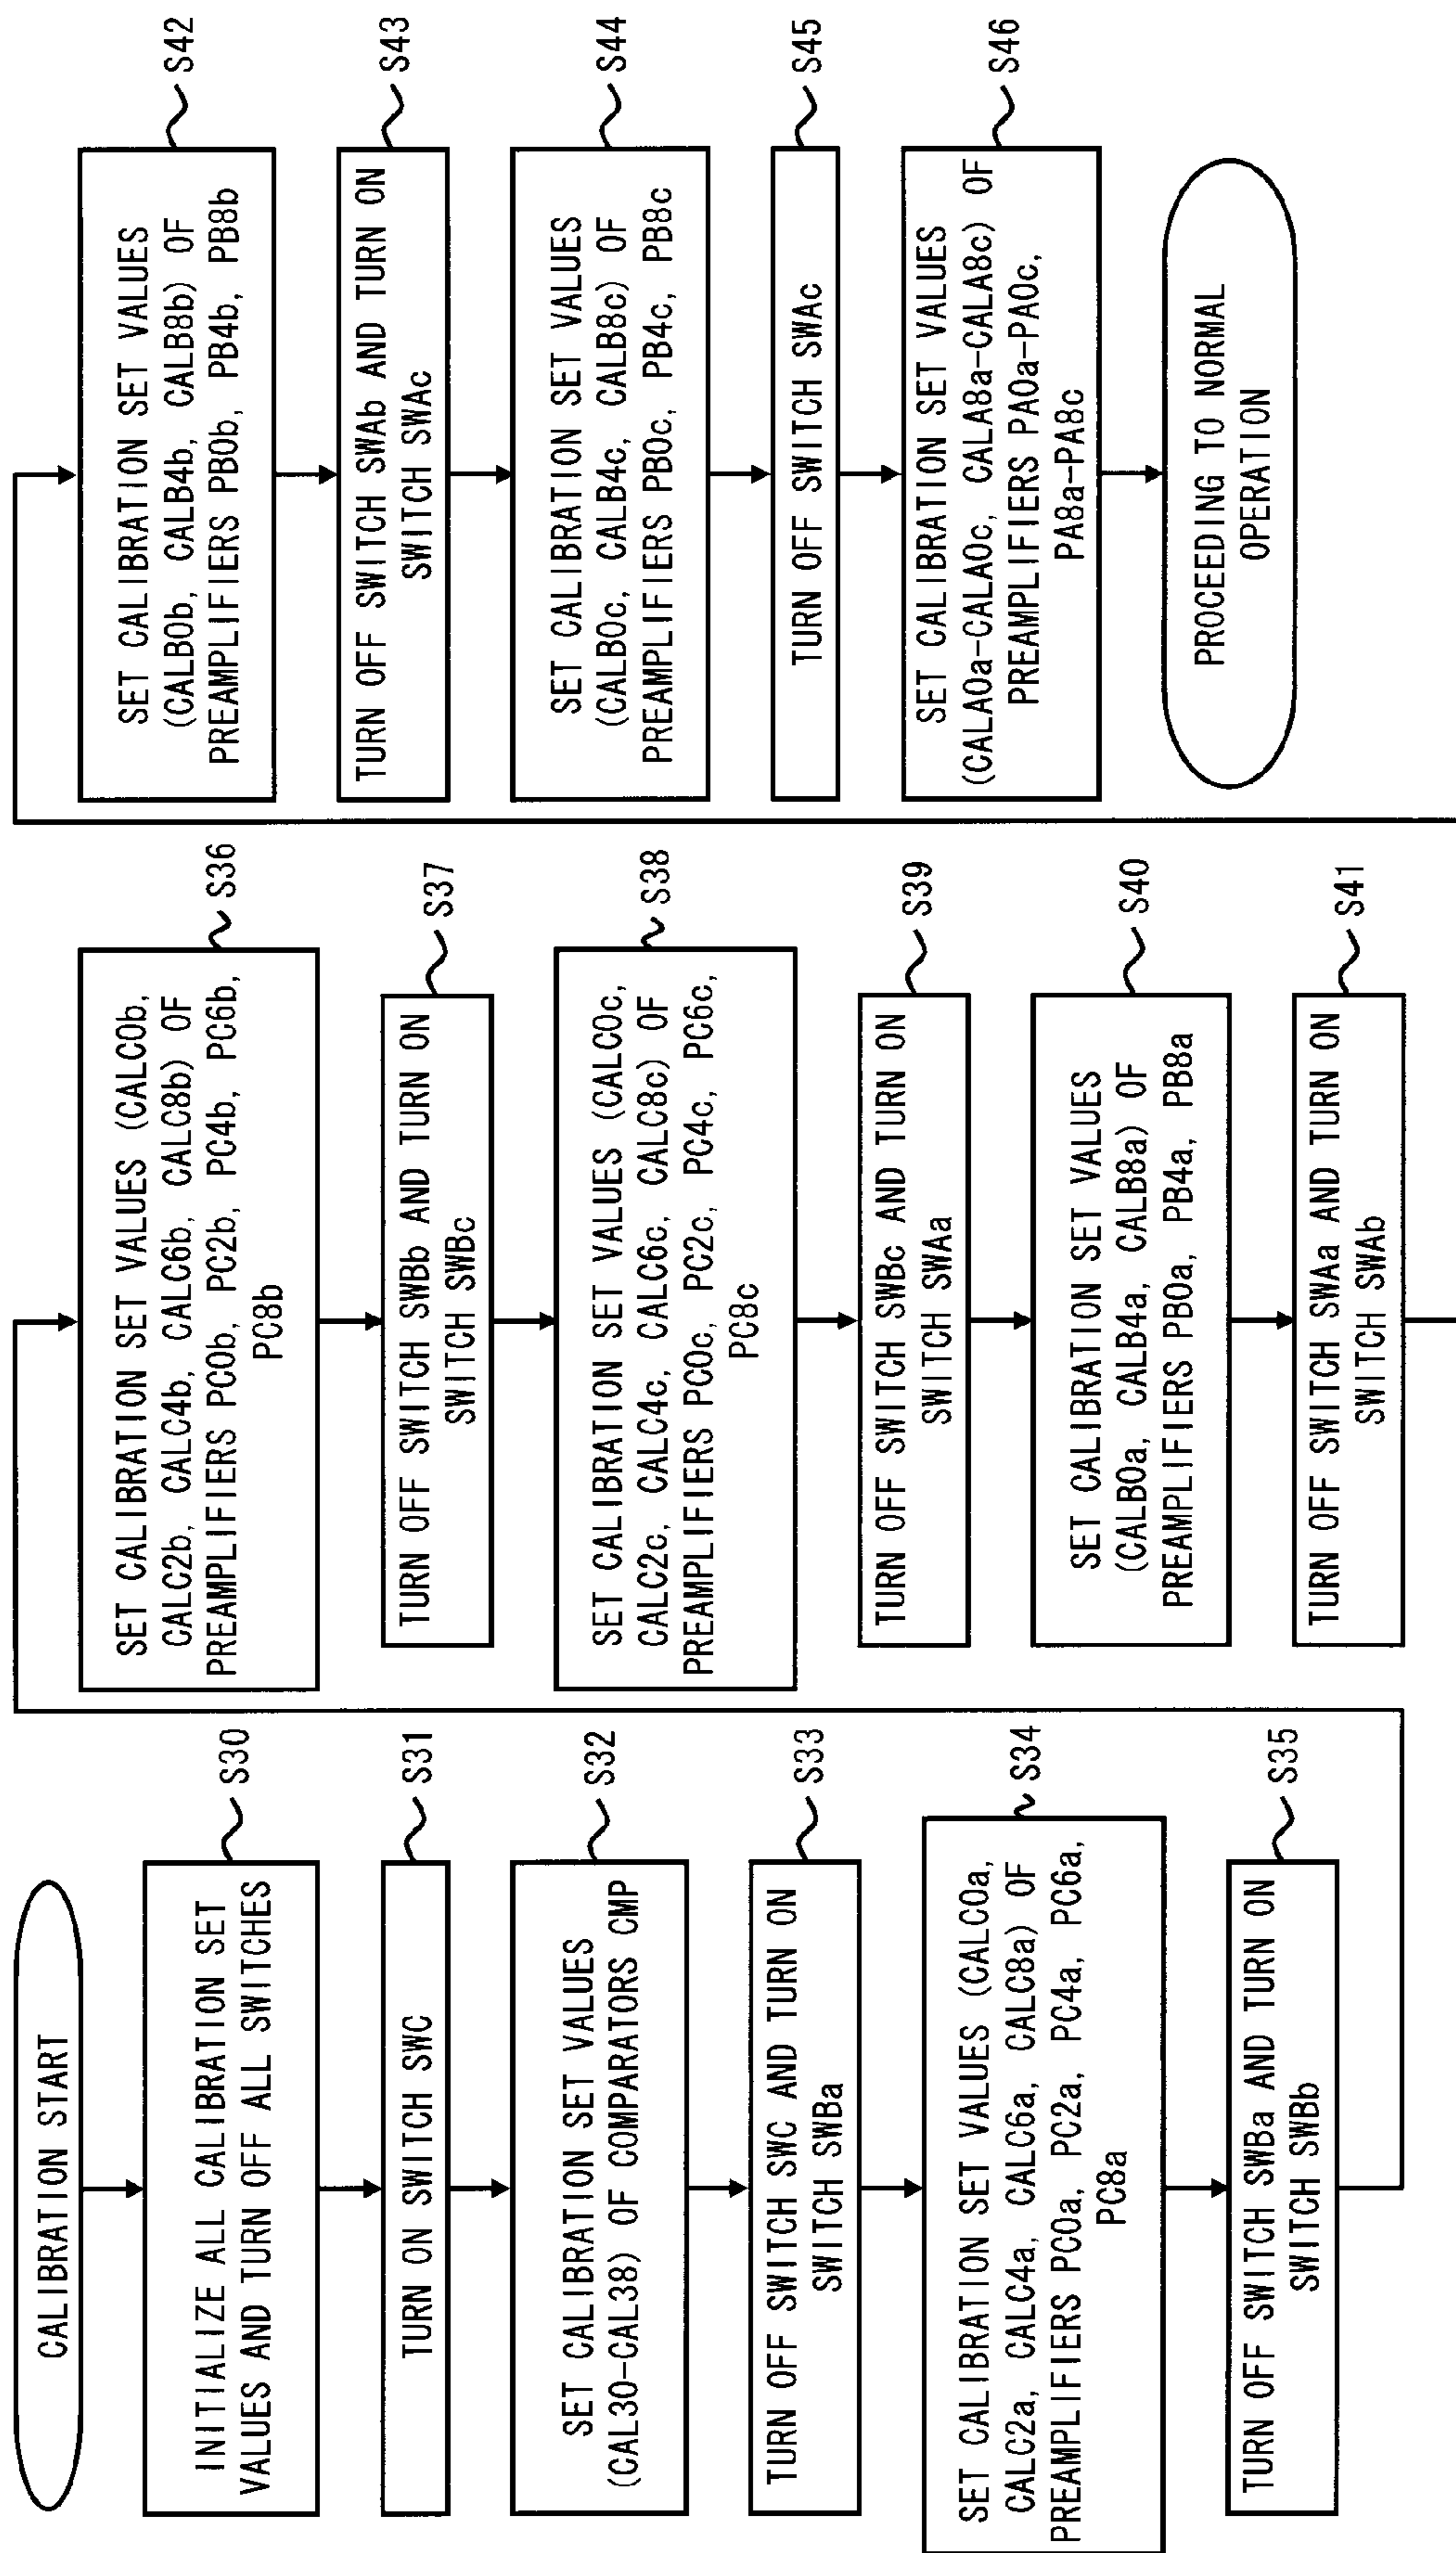 CALIBRATION START
INITIALIZE ALL CALIBRATION SET
VALUES AND TURN OFF ALL SWITCHES
S30
TURN ON SWITCH SWC
S31
SET CALIBRATION SET VALUES
(CAL30-CAL38) OF COMPARATORS CMP
S32
TURN OFF SWITCH SWC AND TURN ON
SWITCH SWBa
S33
SET CALIBRATION SET VALUES (CALC0a,
CALC2a, CALC4a, CALC6a, CALC8a) OF
PREAMPLIFIERS PC0a, PC2a, PC4a, PC6a,
PC8a
S34
TURN OFF SWITCH SWBa AND TURN ON
SWITCH SWBb
S35
SET CALIBRATION SET VALUES (CALC0b,
CALC2b, CALC4b, CALC6b, CALC8b) OF
PREAMPLIFIERS PC0b, PC2b, PC4b, PC6b,
PC8b
S36
TURN OFF SWITCH SWBb AND TURN ON
SWITCH SWBc
S37
SET CALIBRATION SET VALUES (CALC0c,
CALC2c, CALC4c, CALC6c, CALC8c) OF
PREAMPLIFIERS PC0c, PC2c, PC4c, PC6c,
PC8c
S38
TURN OFF SWITCH SWBc AND TURN ON
SWITCH SWAa
S39
SET CALIBRATION SET VALUES
(CALB0a, CALB4a, CALB8a) OF
PREAMPLIFIERS PB0a, PB4a, PB8a
S40
TURN OFF SWITCH SWAa AND TURN ON
SWITCH SWAb
S41
SET CALIBRATION SET VALUES
(CALB0b, CALB4b, CALB8b) OF
PREAMPLIFIERS PB0b, PB4b, PB8b
S42
TURN OFF SWITCH SWAb AND TURN ON
SWITCH SWAc
S43
SET CALIBRATION SET VALUES
(CALB0c, CALB4c, CALB8c) OF
PREAMPLIFIERS PB0c, PB4c, PB8c
S44
TURN OFF SWITCH SWAc
S45
SET CALIBRATION SET VALUES
(CALA0a-CALA0c, CALA8a-CALA8c) OF
PREAMPLIFIERS PA0a-PA0c,
PA8a-PA8c
S46
PROCEEDING TO NORMAL
OPERATION